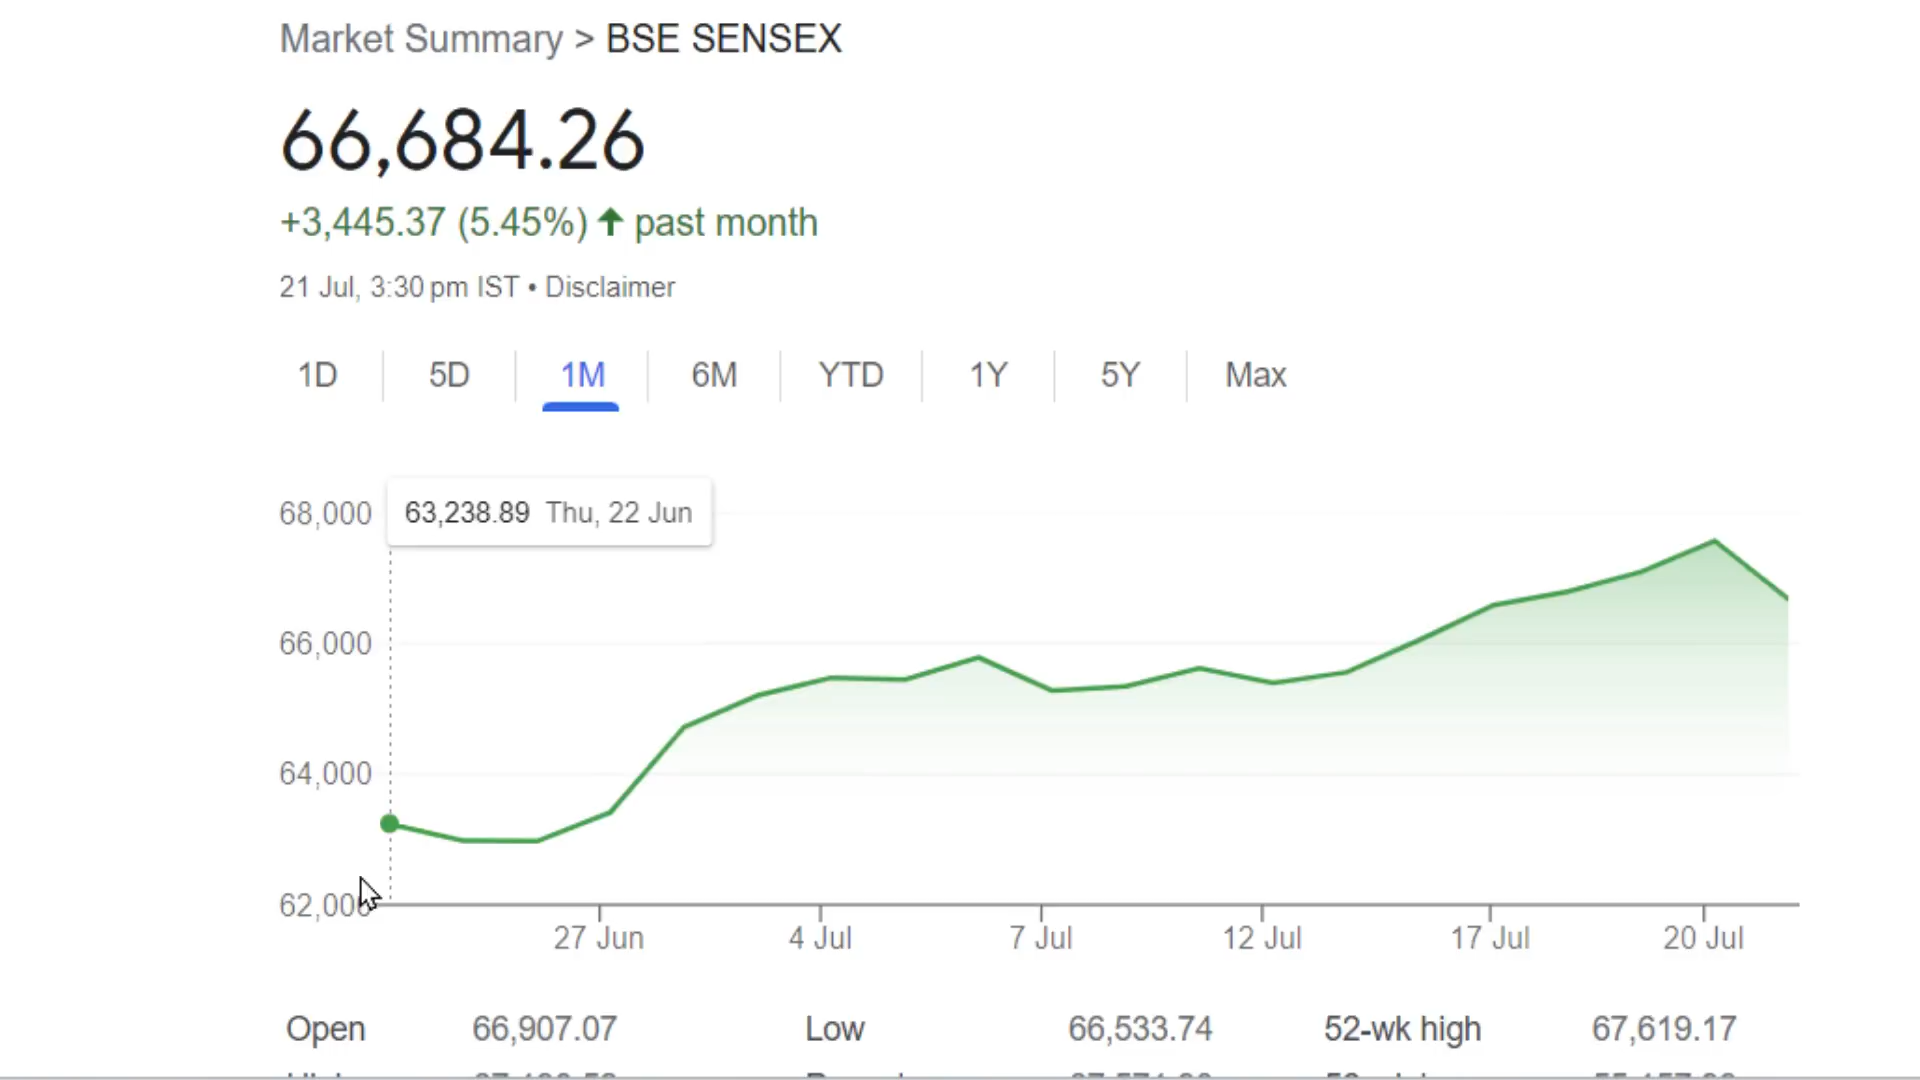 Market Summary > BSE SENSEX
66,684.26
+3,445.37 (5.45%) ↑ past month
21 Jul, 3:30 pm IST • Disclaimer
1D 5D 1M 6M YTD 1Y 5Y Max
68,000
63,238.89 Thu, 22 Jun
66,000
64,000
62,000
27 Jun 4 Jul 7 Jul 12 Jul 17 Jul 20 Jul
Open 66,907.07 Low 66,533.74 52-wk high 67,619.17